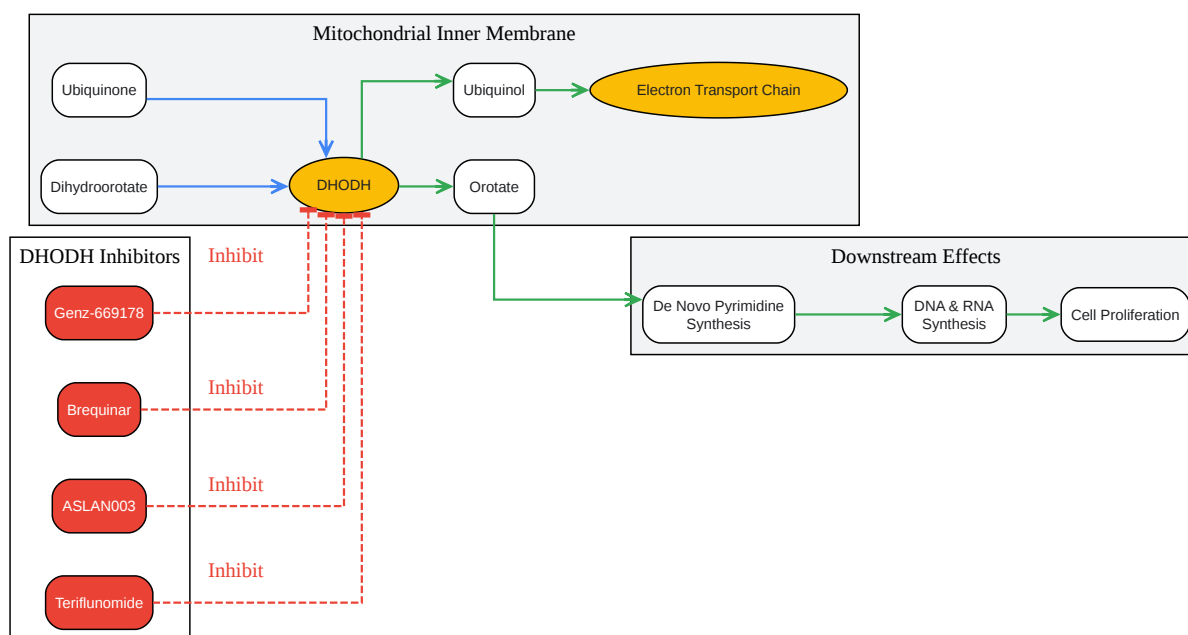 Mitochondrial Inner Membrane
Ubiquinone
Ubiquinol
Electron Transport Chain
Dihydroorotate
DHODH
Orotate
DHODH Inhibitors
Inhibit
Genz-669178
Inhibit
Brequinar
Inhibit
ASLAN003
Inhibit
Teriflunomide
Downstream Effects
De Novo Pyrimidine
Synthesis
DNA & RNA
Synthesis
Cell Proliferation